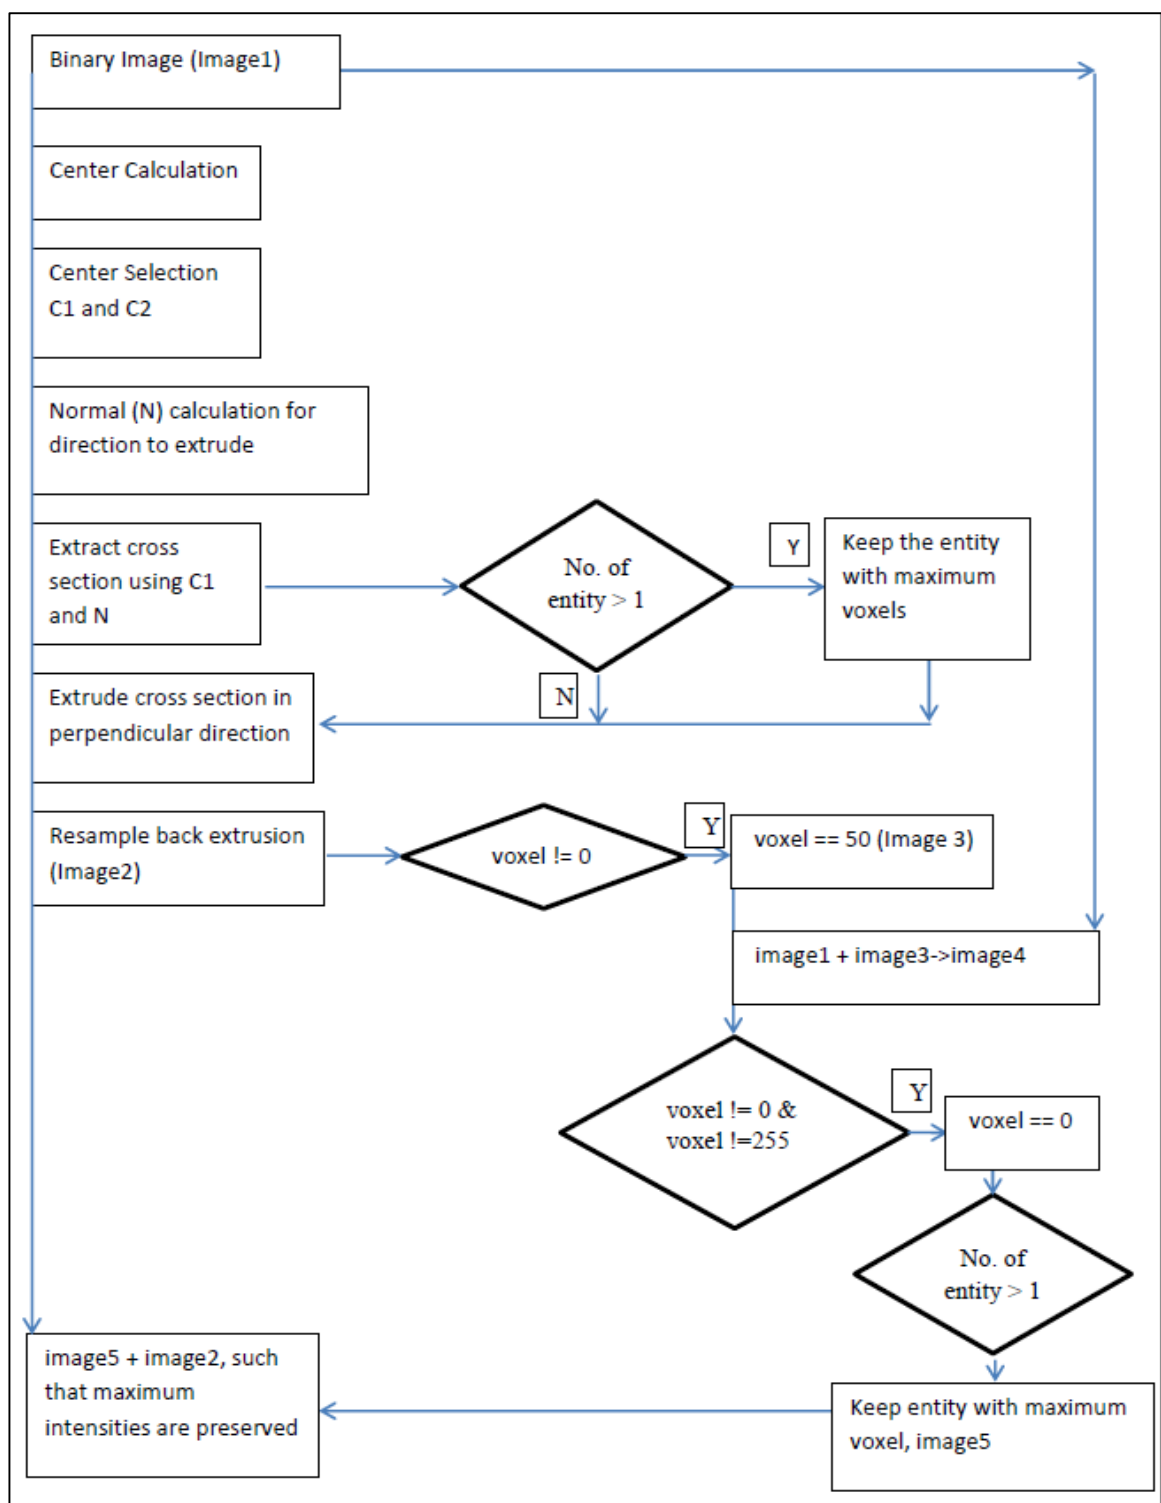 Binary Image (Image1)
Center Calculation
Center Selection
C1 and C2
Normal (N) calculation for
direction to extrude
Extract cross
section using C1
and N
No. of
entity > 1
Y
Keep the entity
with maximum
voxels
N
Extrude cross section in
perpendicular direction
Resample back extrusion
(Image2)
voxel != 0
Y
voxel == 50 (Image 3)
image1 + image3->image4
voxel != 0 &
voxel !=255
Y
voxel == 0
No. of
entity > 1
Keep entity with maximum
voxel, image5
image5 + image2, such
that maximum
intensities are preserved